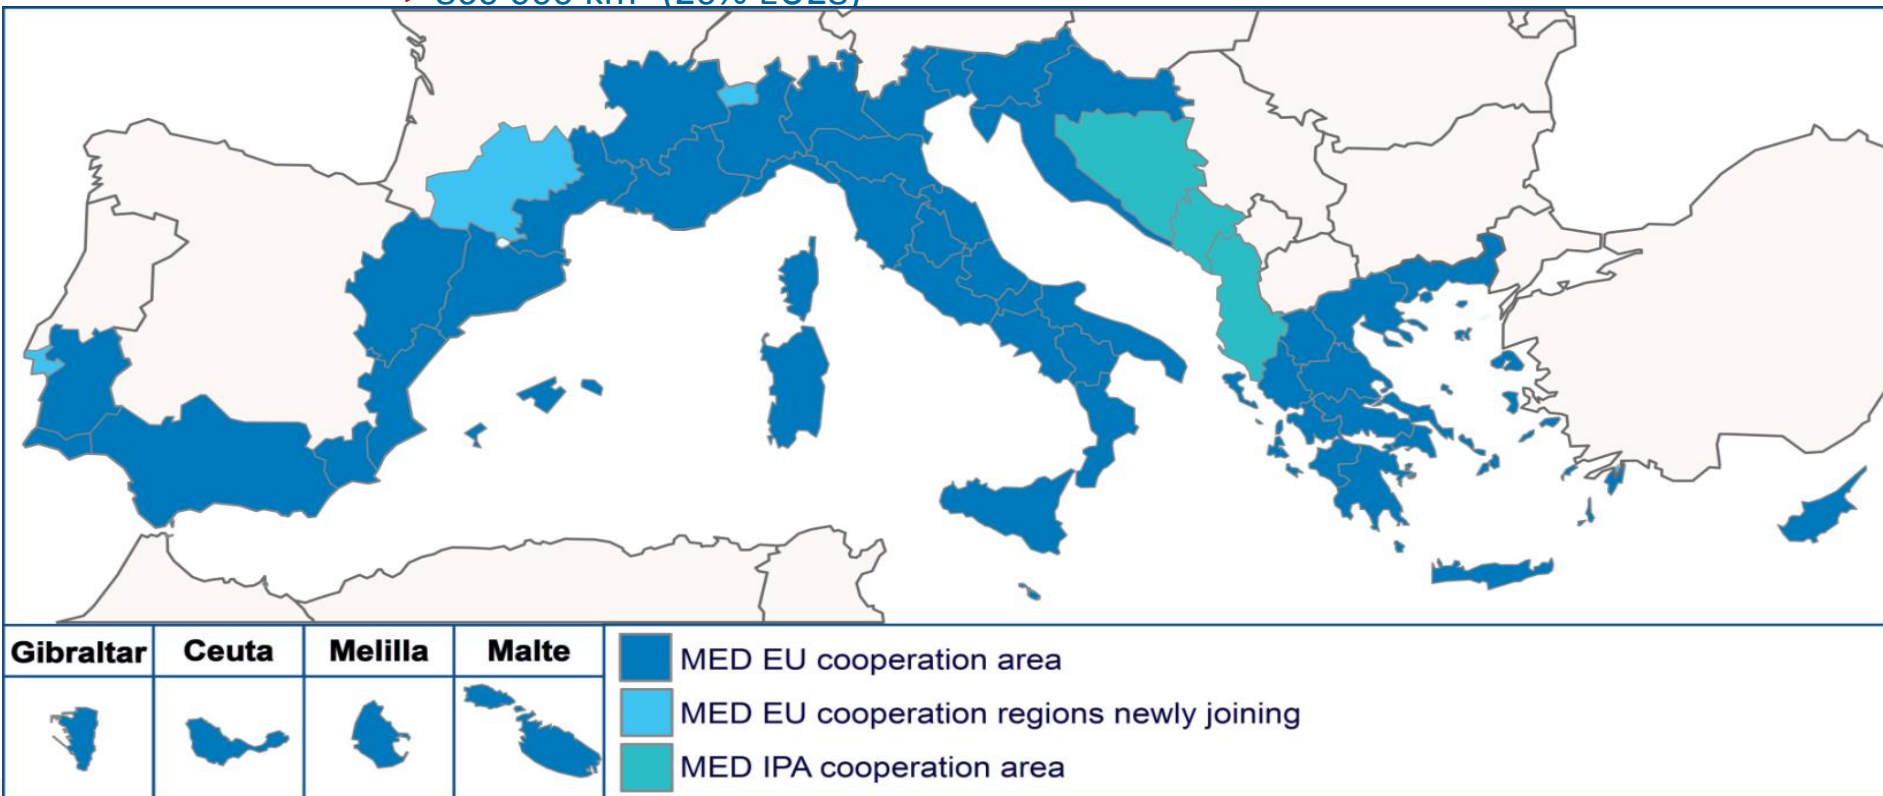 Gibraltar
Ceuta
Melilla
Malte
MED EU cooperation area
MED EU cooperation regions newly joining
MED IPA cooperation area